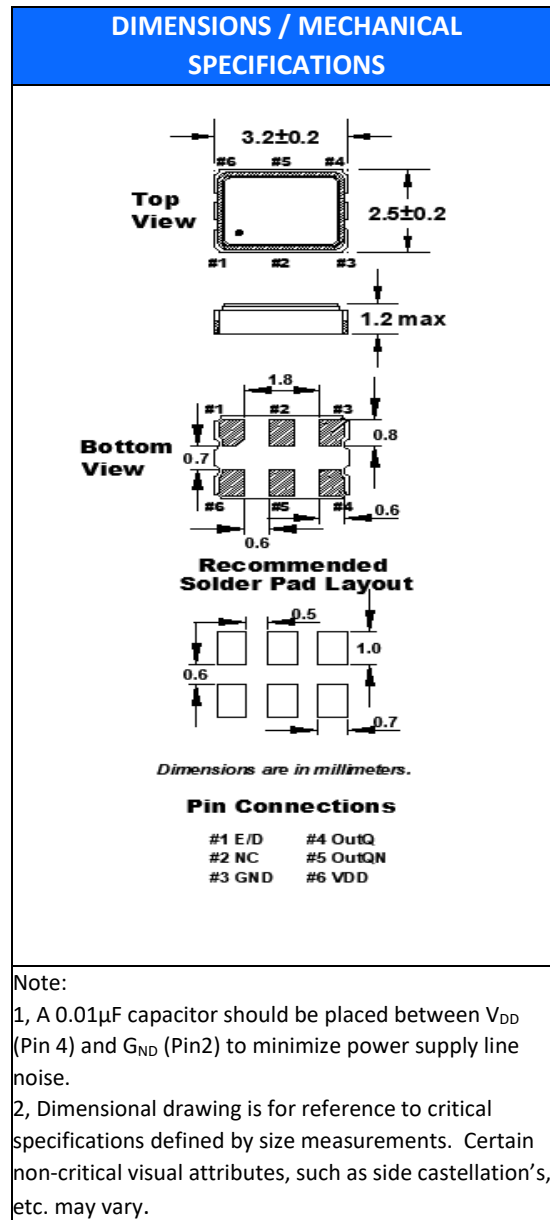 DIMENSIONS / MECHANICAL
SPECIFICATIONS
3.2±0.2
#6 #5 #4
Top
View
2.5±0.2
#1 #2 #3
1.2 max
1.8
#1 #2 #3
Bottom
View
0.8
0.7
#6 #5 #4
0.6
0.6
Recommended
Solder Pad Layout
0.5
1.0
0.6
0.7
Dimensions are in millimeters.
Pin Connections
#1 E/D #4 OutQ
#2 NC #5 OutQN
#3 GND #6 VDD
Note:
1, A 0.01µF capacitor should be placed between VDD
(Pin 4) and GND (Pin2) to minimize power supply line
noise.
2, Dimensional drawing is for reference to critical
specifications defined by size measurements. Certain
non-critical visual attributes, such as side castellation's,
etc. may vary.